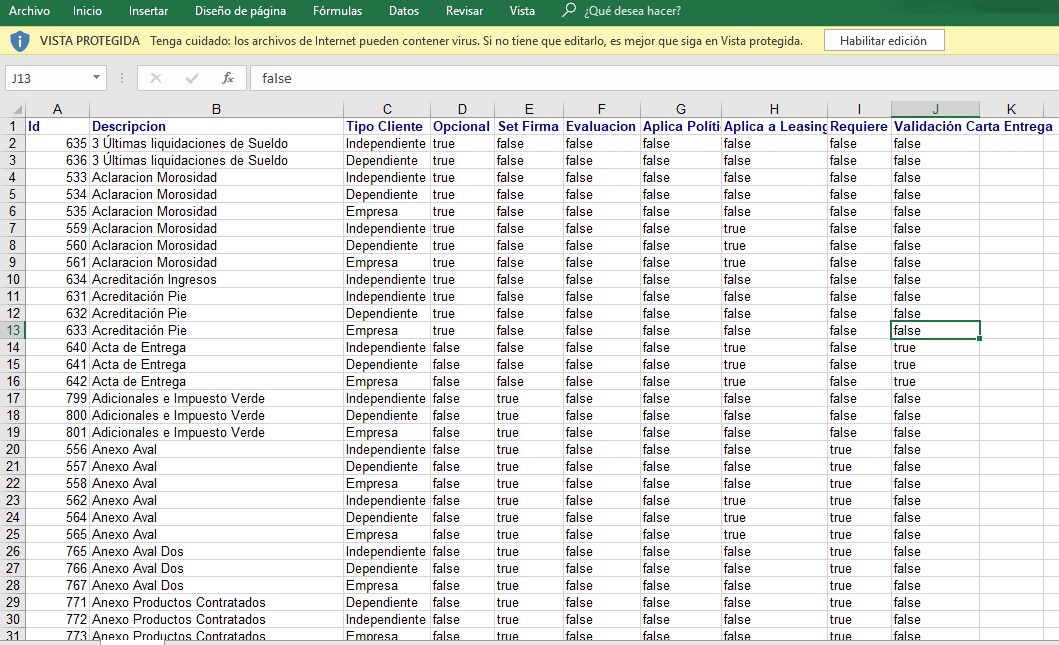 Archivo Inicio Insertar Diseño de página Fórmulas Datos Revisar Vista ¿Qué desea hacer?
VISTA PROTEGIDA Tenga cuidado: los archivos de Internet pueden contener virus. Si no tiene que editarlo, es mejor que siga en Vista protegida. Habilitar edición
J13 fx false
A B C D E F G H I J K
1 Id Descripcion Tipo Cliente Opcional Set Firma Evaluacion Aplica Políti Aplica a Leasing Requiere Validación Carta Entrega
2 635 3 Últimas liquidaciones de Sueldo Independiente true false false false false false false
3 636 3 Últimas liquidaciones de Sueldo Dependiente true false false false false false false
4 533 Aclaracion Morosidad Independiente true false false false false false false
5 534 Aclaracion Morosidad Dependiente true false false false false false false
6 535 Aclaracion Morosidad Empresa true false false false false false false
7 559 Aclaracion Morosidad Independiente true false false false true false false
8 560 Aclaracion Morosidad Dependiente true false false false true false false
9 561 Aclaracion Morosidad Empresa true false false false true false false
10 634 Acreditación Ingresos Independiente true false false false false false false
11 631 Acreditación Pie Independiente true false false false false false false
12 632 Acreditación Pie Dependiente true false false false false false false
13 633 Acreditación Pie Empresa true false false false false false false
14 640 Acta de Entrega Independiente false false false false true false true
15 641 Acta de Entrega Dependiente false false false false true false true
16 642 Acta de Entrega Empresa false false false false true false true
17 799 Adicionales e Impuesto Verde Independiente false true false false false false false
18 800 Adicionales e Impuesto Verde Dependiente false true false false false false false
19 801 Adicionales e Impuesto Verde Empresa false true false false false false false
20 556 Anexo Aval Independiente false true false false false true false
21 557 Anexo Aval Dependiente false true false false false true false
22 558 Anexo Aval Empresa false true false false false true false
23 562 Anexo Aval Independiente false true false false true true false
24 564 Anexo Aval Dependiente false true false false true true false
25 565 Anexo Aval Empresa false true false false true true false
26 765 Anexo Aval Dos Independiente false true false false false true false
27 766 Anexo Aval Dos Dependiente false true false false false true false
28 767 Anexo Aval Dos Empresa false true false false false true false
29 771 Anexo Productos Contratados Dependiente false true false false false true false
30 772 Anexo Productos Contratados Independiente false true false false false true false
31 773 Anexo Productos Contratados Empresa false true false false false true false